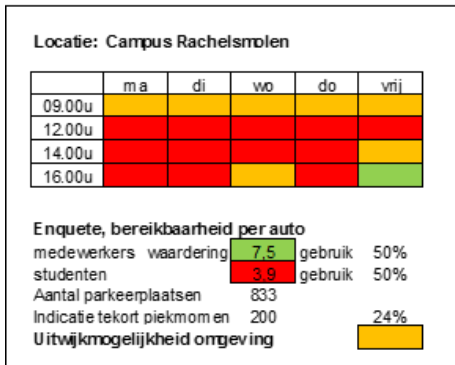 Locatie: Campus Rachelsmolen
ma di wo do vrij
09.00u
12.00u
14.00u
16.00u
Enquete, bereikbaarheid per auto
medewerkers waardering 7,5 gebruik 50%
studenten 3,9 gebruik 50%
Aantal parkeerplaatsen 833
Indicatie tekort piekmomen 200 24%
Uitwijkmogelijkheid omgeving